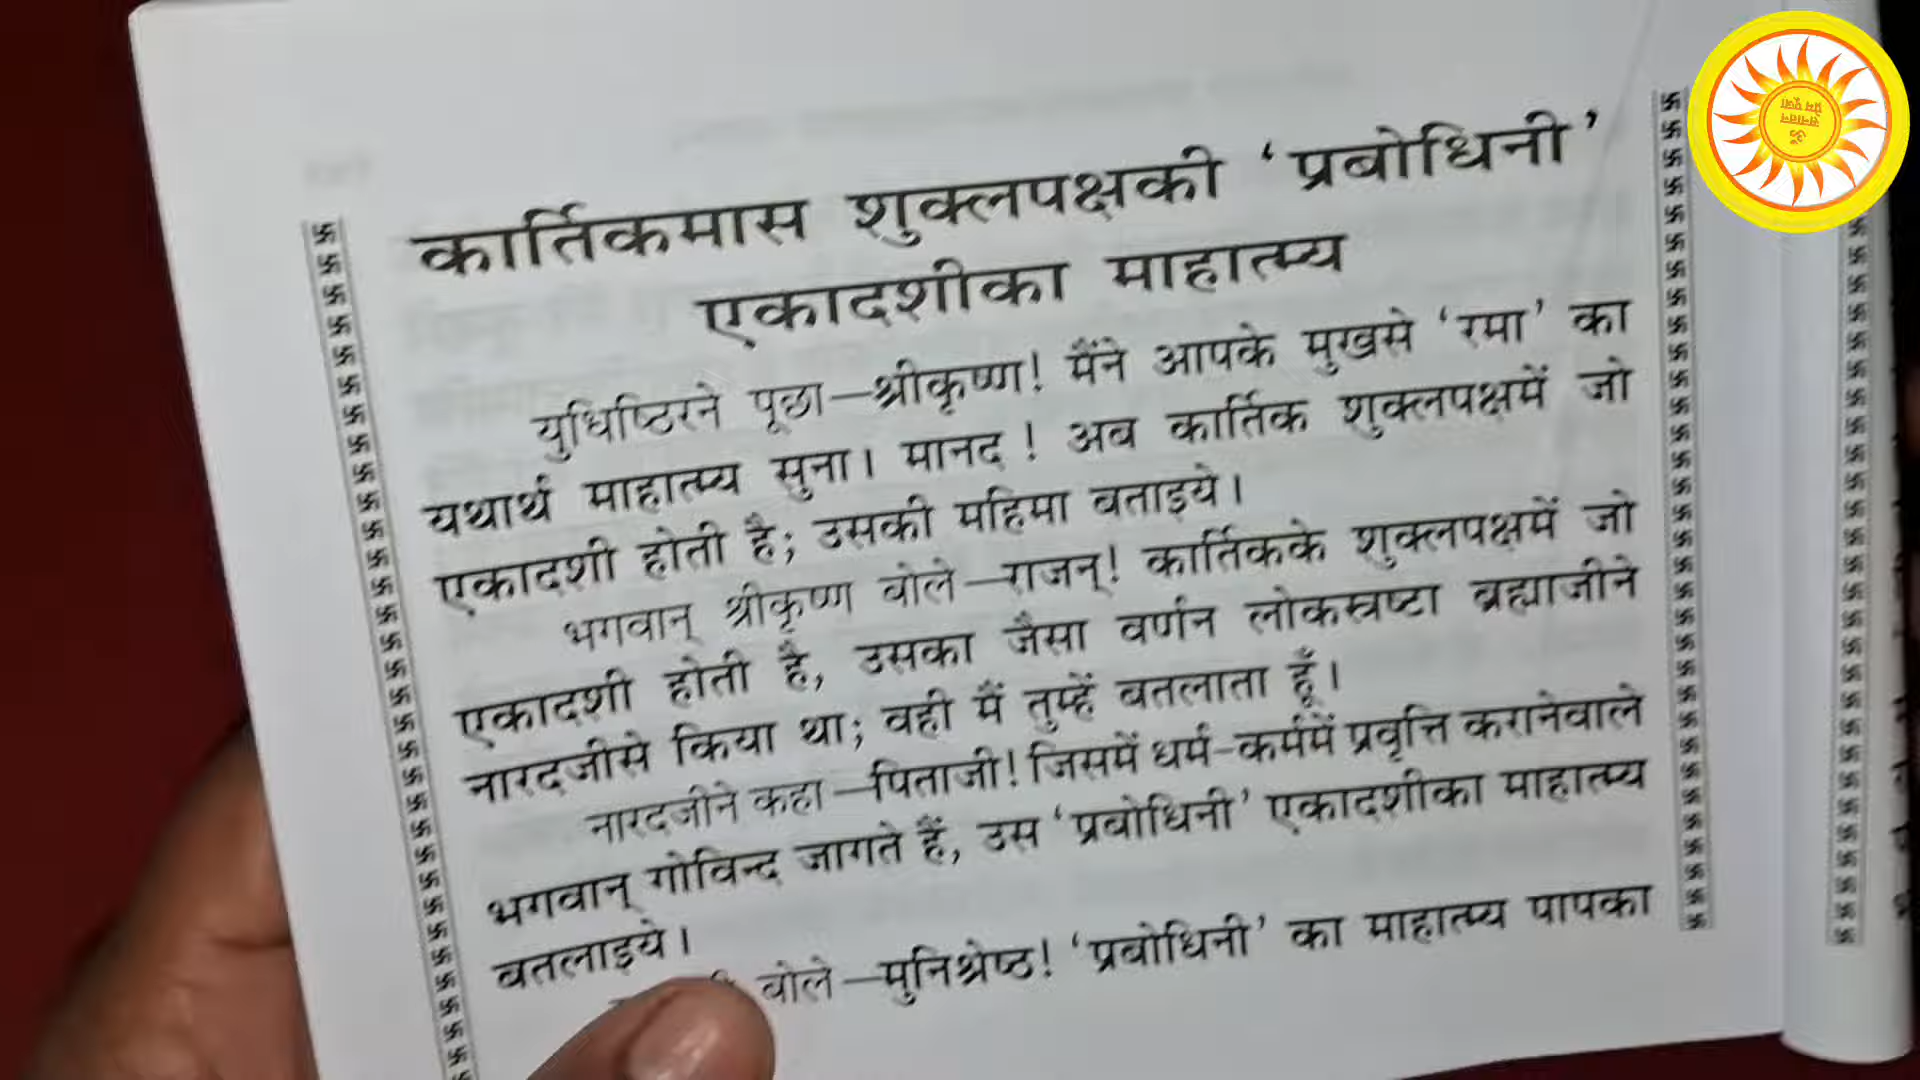 कार्तिकमास शुक्लपक्षकी ‘प्रबोधिनी’
एकादशीका माहात्म्य
युधिष्ठिरने पूछा—श्रीकृष्ण! मैंने आपके मुखसे ‘रमा’ का
यथार्थ माहात्म्य सुना। मानद! अब कार्तिक शुक्लपक्षमें जो
एकादशी होती है; उसकी महिमा बताइये।
भगवान् श्रीकृष्ण बोले—राजन्! कार्तिकके शुक्लपक्षमें जो
एकादशी होती है, उसका जैसा वर्णन लोकस्रष्टा ब्रह्माजीने
नारदजीसे किया था; वही मैं तुम्हें बतलाता हूँ।
नारदजीने कहा—पिताजी! जिसमें धर्म-कर्ममें प्रवृत्ति करानेवाले
भगवान् गोविन्द जागते हैं, उस ‘प्रबोधिनी’ एकादशीका माहात्म्य
बतलाइये।
बोले—मुनिश्रेष्ठ! ‘प्रबोधिनी’ का माहात्म्य पापका
ॐ
सनातन